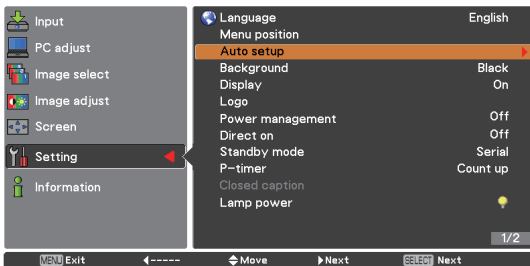 Input
PC adjust
Image select
Image adjust
Screen
Setting
Information
Language English
Menu position
Auto setup
Background Black
Display On
Logo
Power management Off
Direct on Off
Standby mode Serial
P-timer Count up
Closed caption
Lamp power
1/2
MENU Exit ----- Move Next SELECT Next